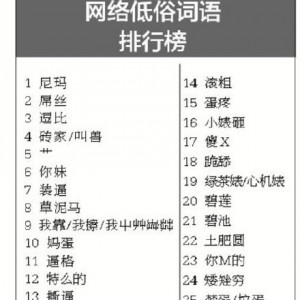 网络低俗词语
排行榜
1 尼玛
2 屌丝
3 逗比
4 砖家/叫兽
5 艹
6 你妹
7 装逼
8 草泥马
9 我靠/我擦/我屮艸芔茻
10 妈蛋
11 逼格
12 特么的
13 撕逼
14 滚粗
15 蛋疼
16 小婊砸
17 傻X
18 跪舔
19 绿茶婊/心机婊
20 碧莲
21 碧池
22 土肥圆
23 你M的
24 矮矬穷
25 焚蛋/垃蛋